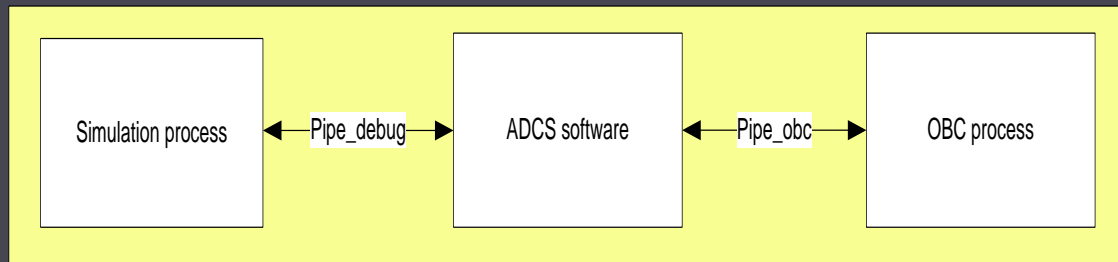 Simulation process
Pipe_debug
ADCS software
Pipe_obc
OBC process